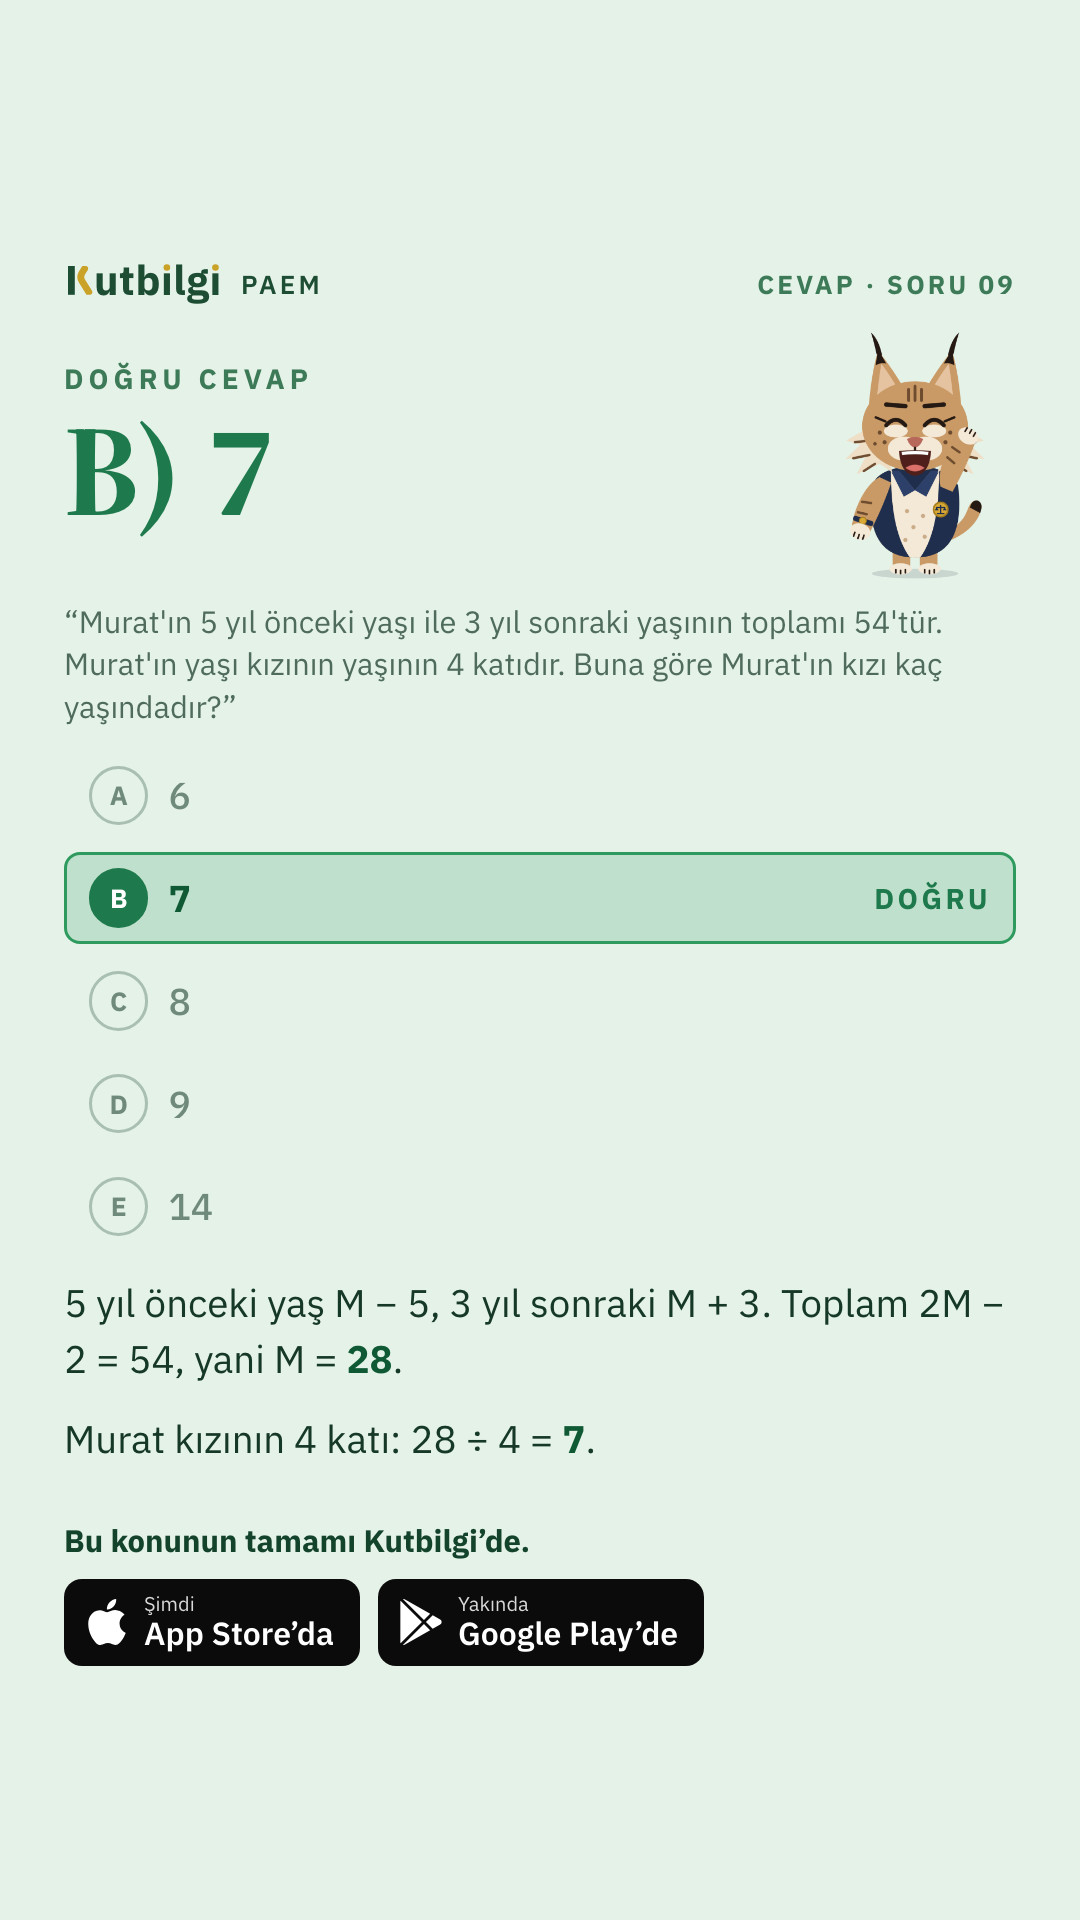 Kutbilgi PAEM
CEVAP · SORU 09
DOĞRU CEVAP
B) 7
“Murat'ın 5 yıl önceki yaşı ile 3 yıl sonraki yaşının toplamı 54'tür.
Murat'ın yaşı kızının yaşının 4 katıdır. Buna göre Murat'ın kızı kaç
yaşındadır?”
A 6
B 7 DOĞRU
C 8
D 9
E 14
5 yıl önceki yaş M − 5, 3 yıl sonraki M + 3. Toplam 2M −
2 = 54, yani M = 28.
Murat kızının 4 katı: 28 ÷ 4 = 7.
Bu konunun tamamı Kutbilgi’de.
Şimdi
App Store’da
Yakında
Google Play’de